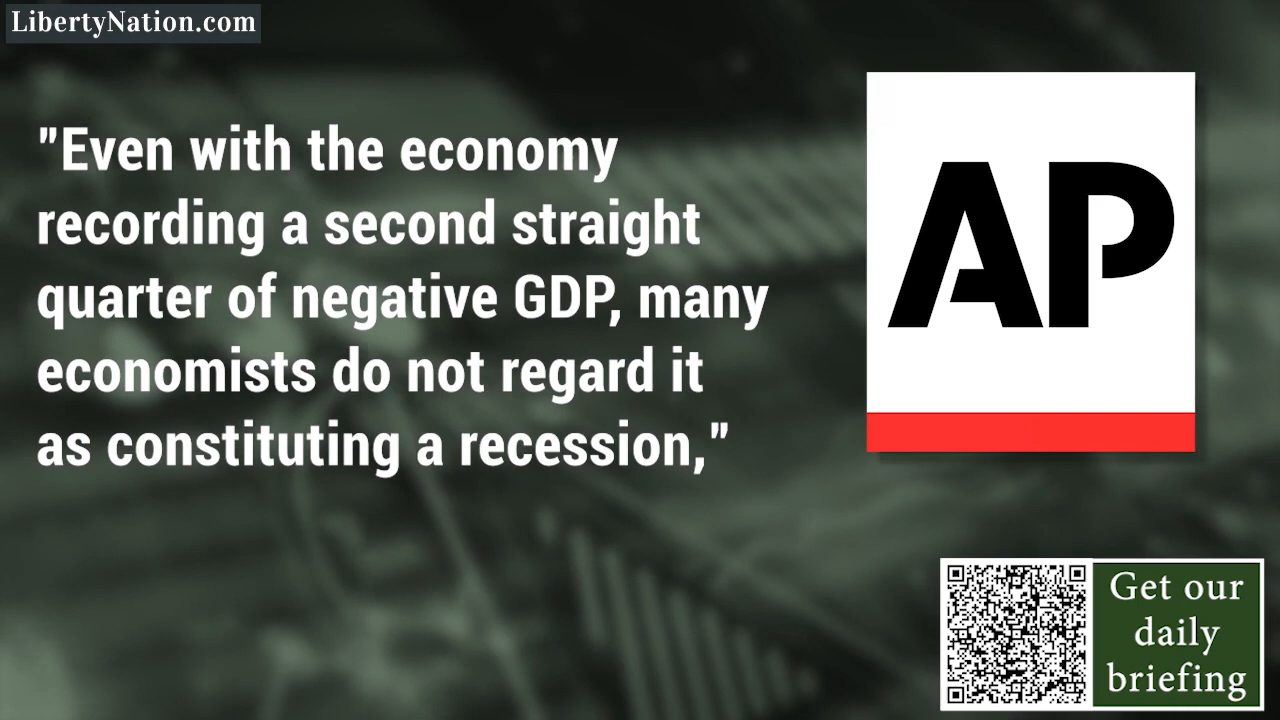 LibertyNation.com
"Even with the economy
recording a second straight
quarter of negative GDP, many
economists do not regard it
as constituting a recession,"
AP
Get our
daily
briefing